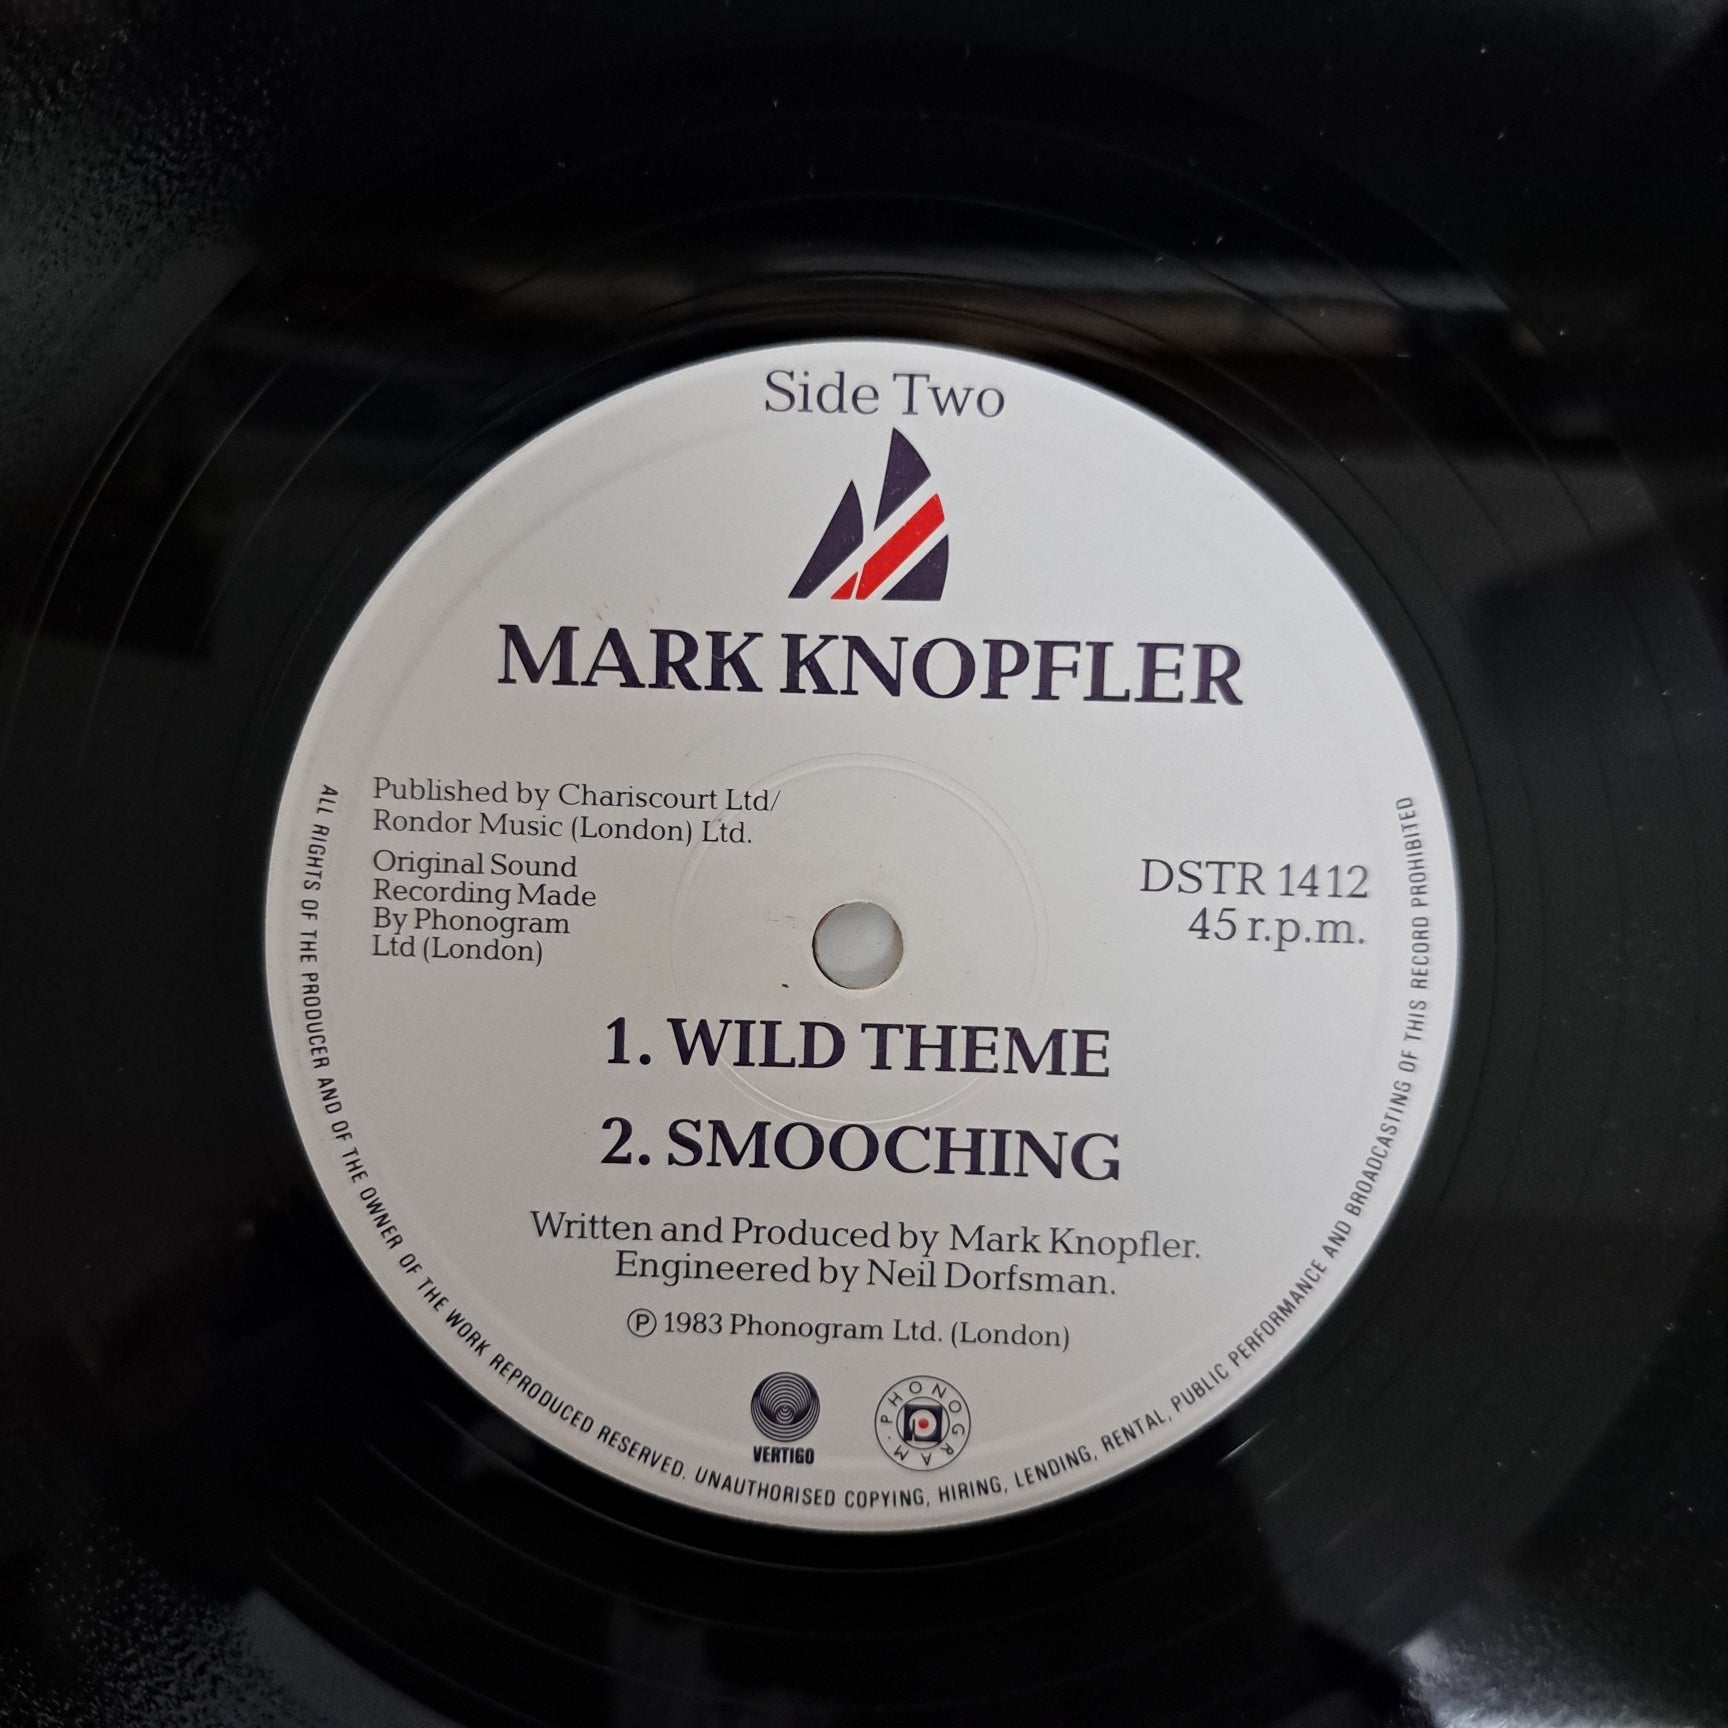 Side Two
MARK KNOPFLER
Published by Chariscourt Ltd/
Rondor Music (London) Ltd.
Original Sound
Recording Made
By Phonogram
Ltd (London)
DSTR 1412
45 r.p.m.
1. WILD THEME
2. SMOOCHING
Written and Produced by Mark Knopfler.
Engineered by Neil Dorfsman.
Ⓟ 1983 Phonogram Ltd. (London)
VERTIGO
PHONOGRAM
ALL RIGHTS OF THE PRODUCER AND OF THE OWNER OF THE WORK REPRODUCED RESERVED. UNAUTHORISED COPYING, HIRING, LENDING, RENTAL, PUBLIC PERFORMANCE AND BROADCASTING OF THIS RECORD PROHIBITED